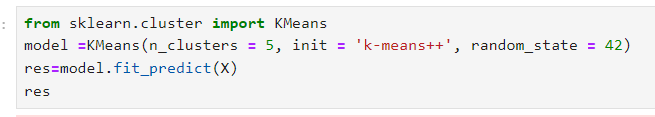 from sklearn.cluster import KMeans
model =KMeans(n_clusters = 5, init = 'k-means++', random_state = 42)
res=model.fit_predict(X)
res